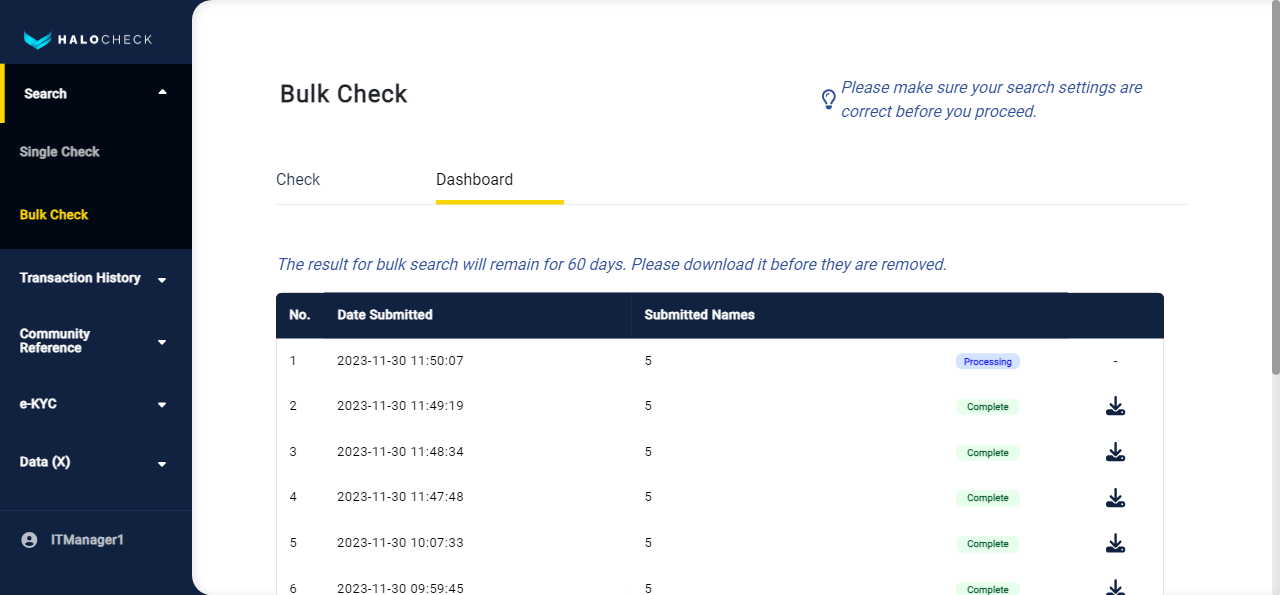 HALOCHECK
Search
Single Check
Bulk Check
Transaction History
Community
Reference
e-KYC
Data (X)
ITManager1
Bulk Check
Please make sure your search settings are
correct before you proceed.
Check Dashboard
The result for bulk search will remain for 60 days. Please download it before they are removed.
No. Date Submitted Submitted Names
1 2023-11-30 11:50:07 5 Processing -
2 2023-11-30 11:49:19 5 Complete
3 2023-11-30 11:48:34 5 Complete
4 2023-11-30 11:47:48 5 Complete
5 2023-11-30 10:07:33 5 Complete
6 2023-11-30 09:59:45 5 Complete